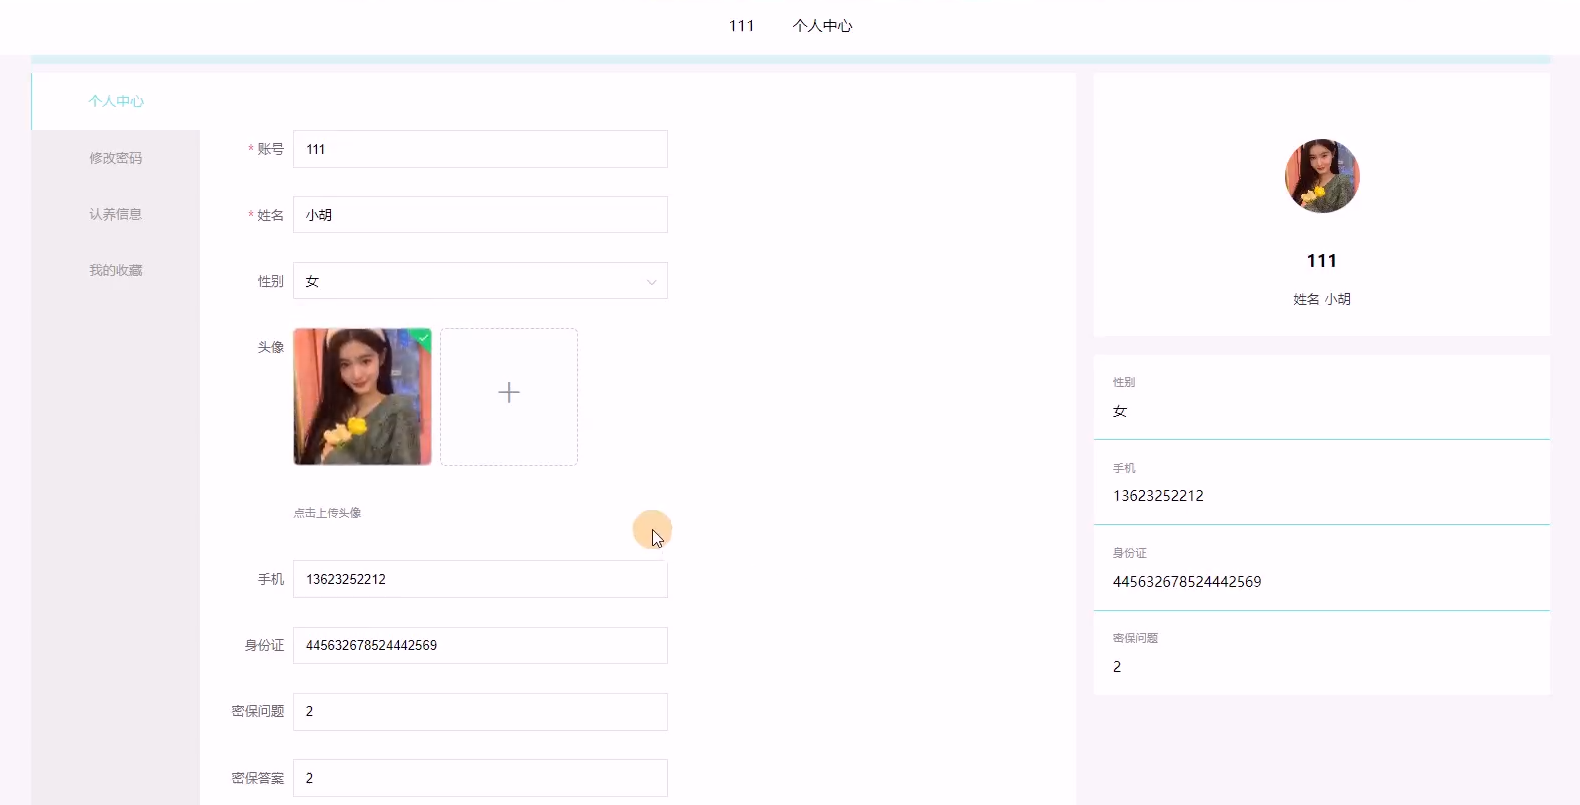 111 个人中心
个人中心
修改密码
认养信息
我的收藏
* 账号 111
* 姓名 小胡
性别 女
头像
点击上传头像
手机 13623252212
身份证 445632678524442569
密保问题 2
密保答案 2
111
姓名 小胡
性别
女
手机
13623252212
身份证
445632678524442569
密保问题
2